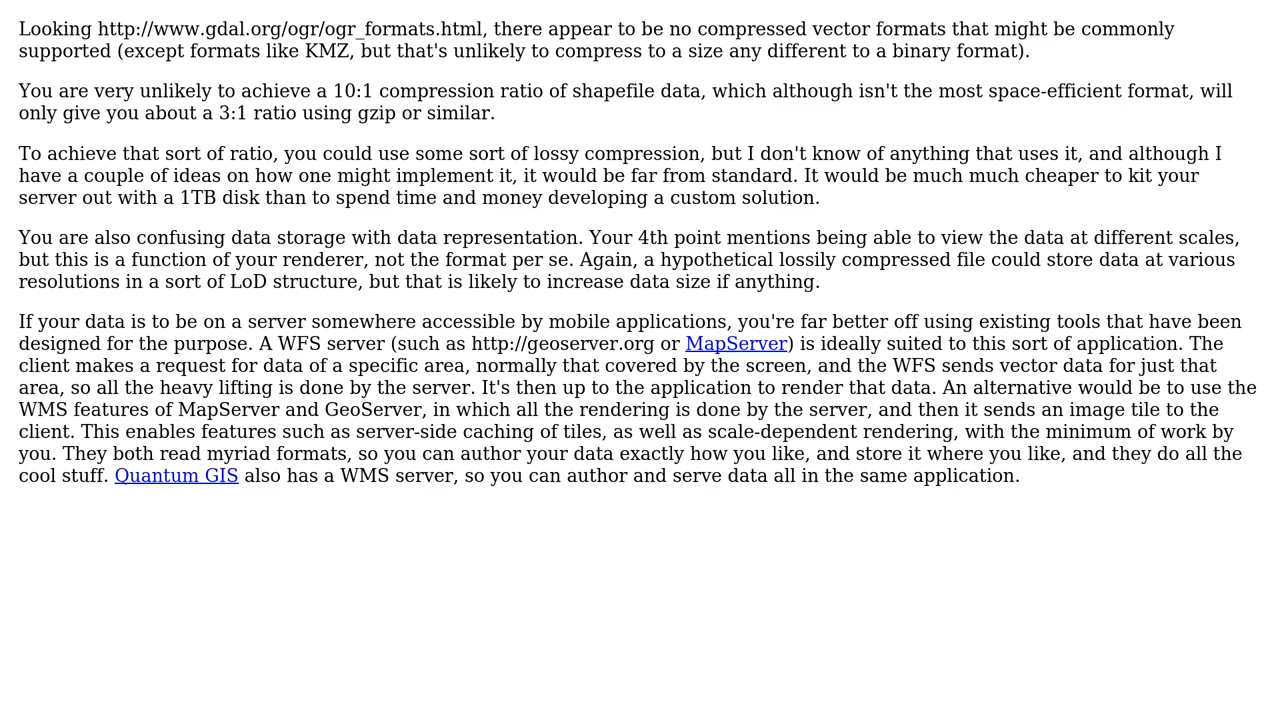 Looking http://www.gdal.org/ogr/ogr_formats.html, there appear to be no compressed vector formats that might be commonly
supported (except formats like KMZ, but that's unlikely to compress to a size any different to a binary format).
You are very unlikely to achieve a 10:1 compression ratio of shapefile data, which although isn't the most space-efficient format, will
only give you about a 3:1 ratio using gzip or similar.
To achieve that sort of ratio, you could use some sort of lossy compression, but I don't know of anything that uses it, and although I
have a couple of ideas on how one might implement it, it would be far from standard. It would be much much cheaper to kit your
server out with a 1TB disk than to spend time and money developing a custom solution.
You are also confusing data storage with data representation. Your 4th point mentions being able to view the data at different scales,
but this is a function of your renderer, not the format per se. Again, a hypothetical lossily compressed file could store data at various
resolutions in a sort of LoD structure, but that is likely to increase data size if anything.
If your data is to be on a server somewhere accessible by mobile applications, you're far better off using existing tools that have been
designed for the purpose. A WFS server (such as http://geoserver.org or MapServer) is ideally suited to this sort of application. The
client makes a request for data of a specific area, normally that covered by the screen, and the WFS sends vector data for just that
area, so all the heavy lifting is done by the server. It's then up to the application to render that data. An alternative would be to use the
WMS features of MapServer and GeoServer, in which all the rendering is done by the server, and then it sends an image tile to the
client. This enables features such as server-side caching of tiles, as well as scale-dependent rendering, with the minimum of work by
you. They both read myriad formats, so you can author your data exactly how you like, and store it where you like, and they do all the
cool stuff. Quantum GIS also has a WMS server, so you can author and serve data all in the same application.